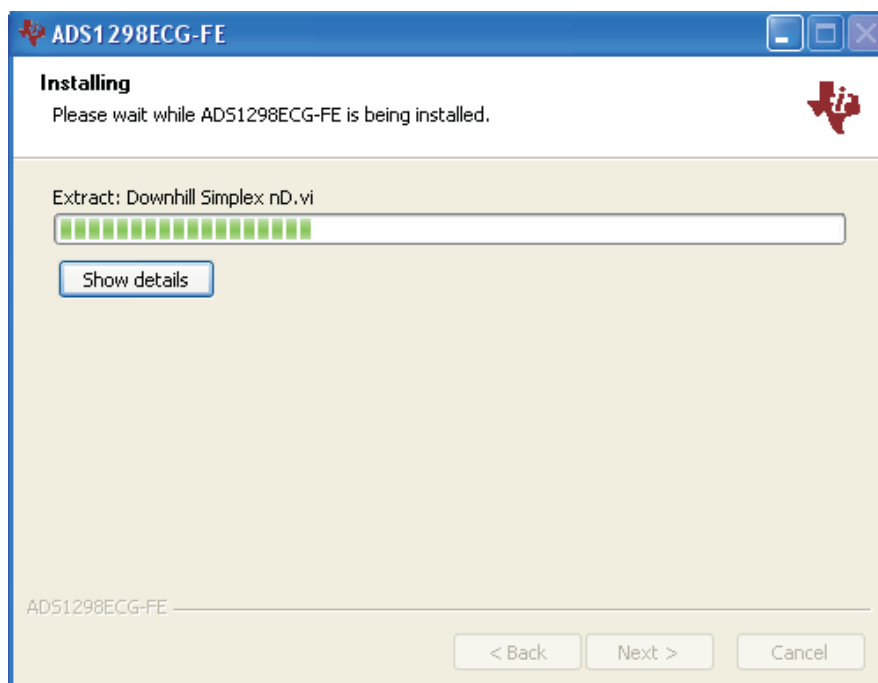 ADS1298ECG-FE
Installing
Please wait while ADS1298ECG-FE is being installed.
Extract: Downhill Simplex nD.vi
Show details
ADS1298ECG-FE
< Back Next > Cancel